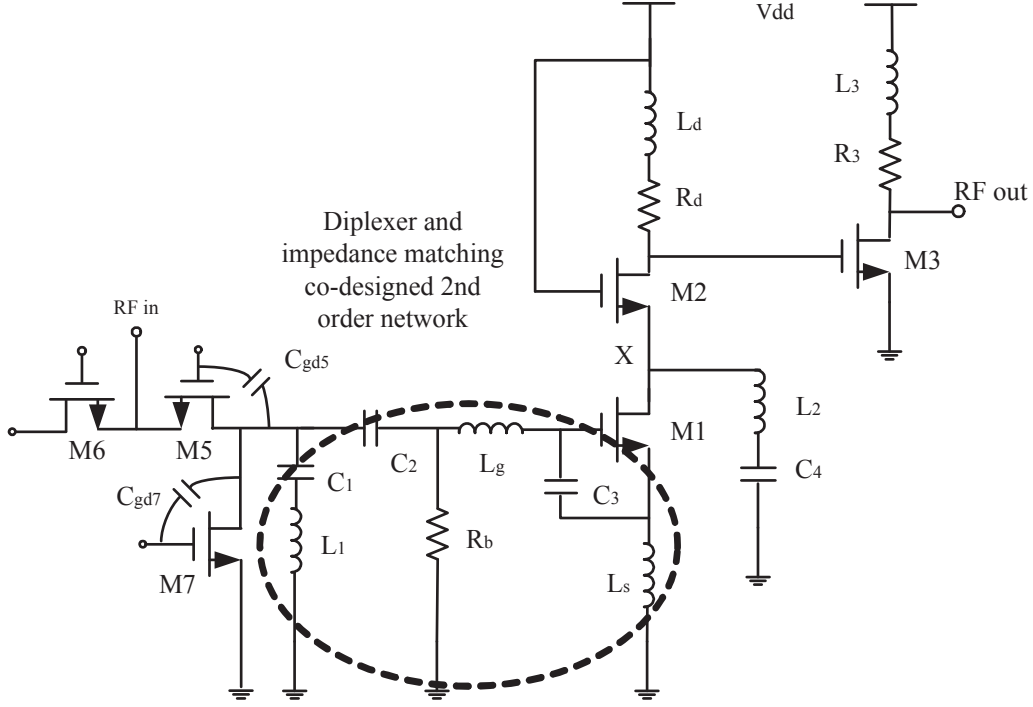 Vdd
L3
Ld
R3
Rd
RF out
Diplexer and
impedance matching
co-designed 2nd
order network
M3
M2
RF in
X
Cgd5
L2
M1
M6
M5
C2
Lg
C4
C1
C3
Cgd7
L1
Rb
M7
Ls